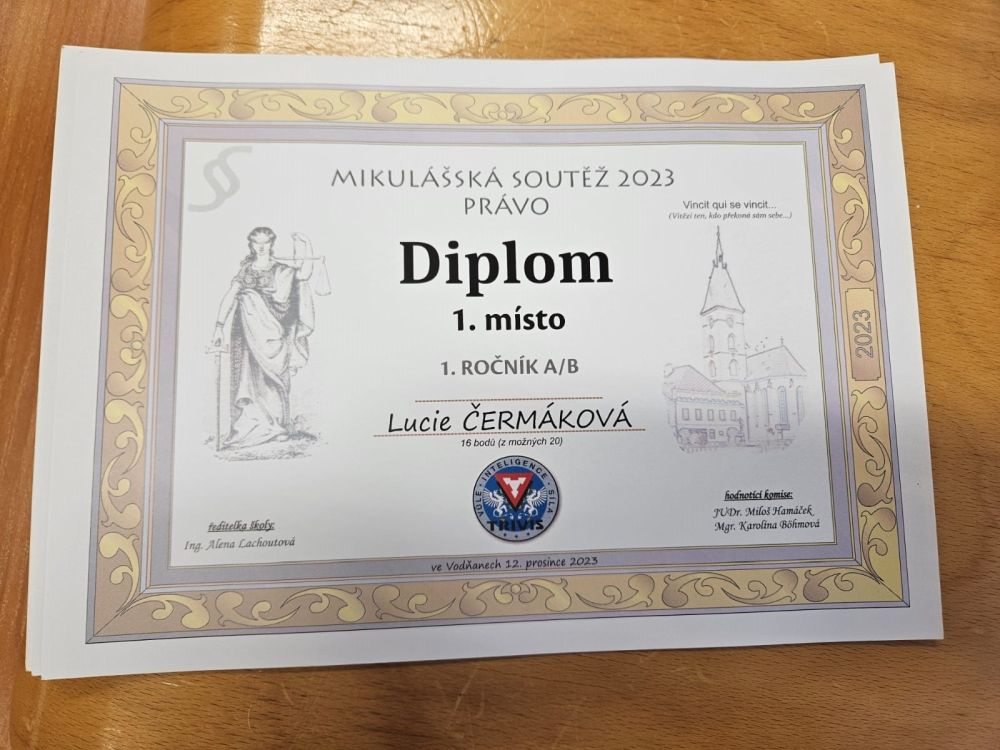 MIKULÁŠSKÁ SOUTĚŽ 2023
PRÁVO
Vincit qui se vincit...
(Vítězí ten, kdo překoná sám sebe...)
Diplom
1. místo
1. ROČNÍK A/B
2023
Lucie ČERMÁKOVÁ
16 bodů (z možných 20)
VŮLE · INTELIGENCE · SÍLA
TRIVIS
ředitelka školy:
Ing. Alena Lachoutová
hodnotící komise:
JUDr. Miloš Hamáček
Mgr. Karolína Böhmová
ve Vodňanech 12. prosince 2023